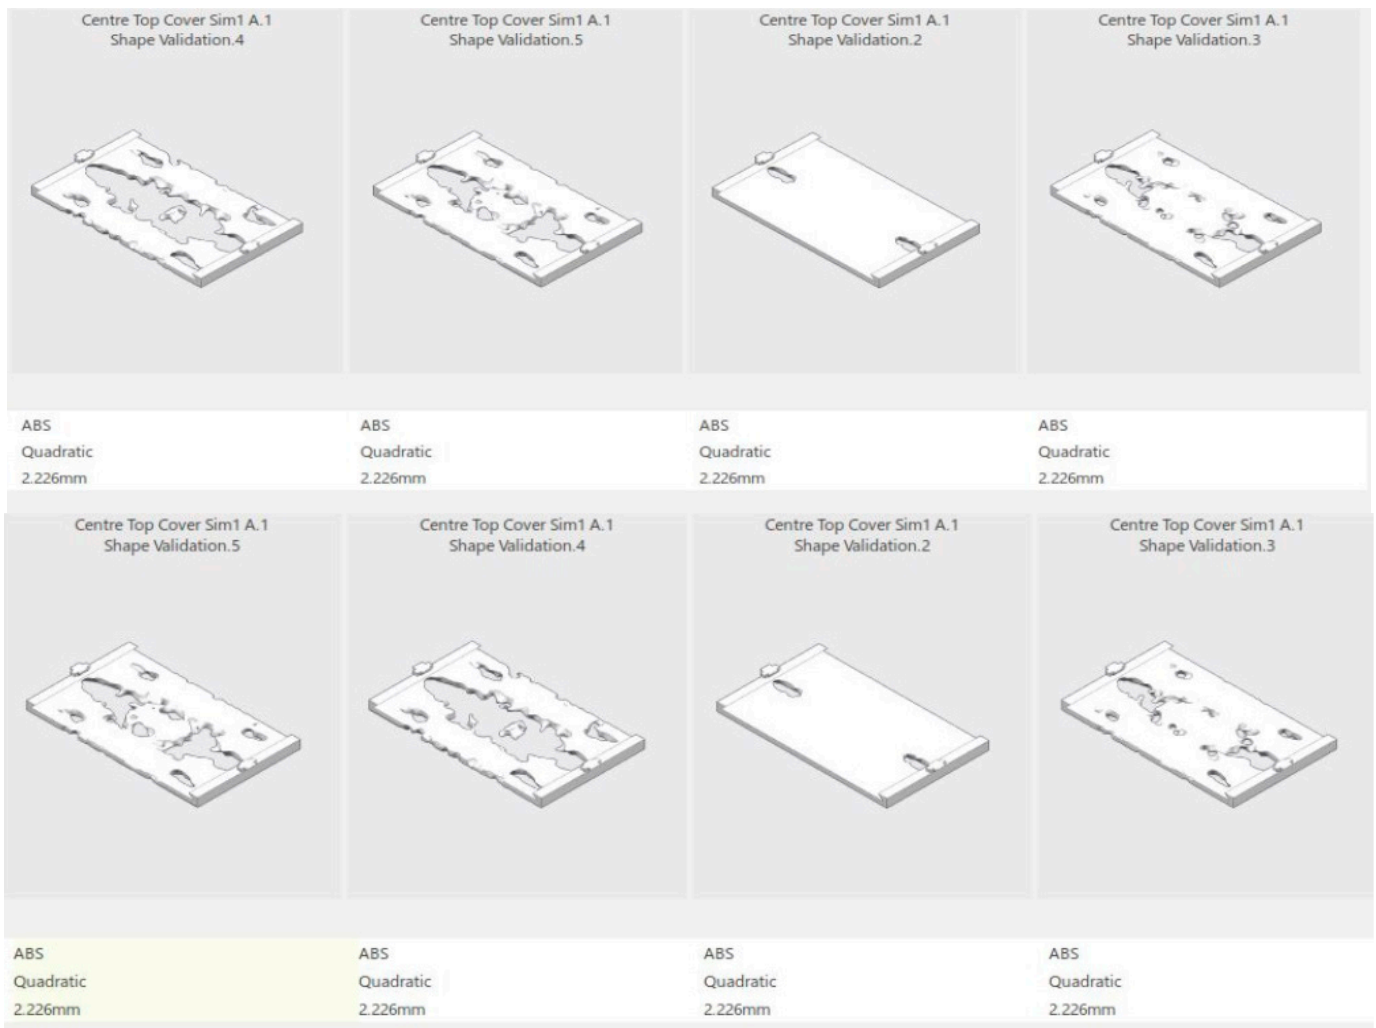 Centre Top Cover Sim1 A.1
Shape Validation.4
Centre Top Cover Sim1 A.1
Shape Validation.5
Centre Top Cover Sim1 A.1
Shape Validation.2
Centre Top Cover Sim1 A.1
Shape Validation.3
ABS
Quadratic
2.226mm
ABS
Quadratic
2.226mm
ABS
Quadratic
2.226mm
ABS
Quadratic
2.226mm
Centre Top Cover Sim1 A.1
Shape Validation.5
Centre Top Cover Sim1 A.1
Shape Validation.4
Centre Top Cover Sim1 A.1
Shape Validation.2
Centre Top Cover Sim1 A.1
Shape Validation.3
ABS
Quadratic
2.226mm
ABS
Quadratic
2.226mm
ABS
Quadratic
2.226mm
ABS
Quadratic
2.226mm